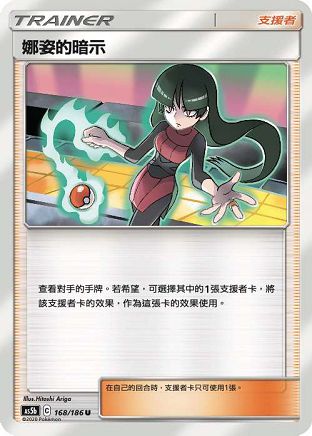 TRAINER 支援者
娜姿的暗示
查看對手的手牌。若希望，可選擇其中的1張支援者卡，將
該支援者卡的效果，作為這張卡的效果使用。
Illus.Hitoshi Ariga
AS5b C 168/186 U
©2020 Pokémon
在自己的回合時，支援者卡只可使用1張。